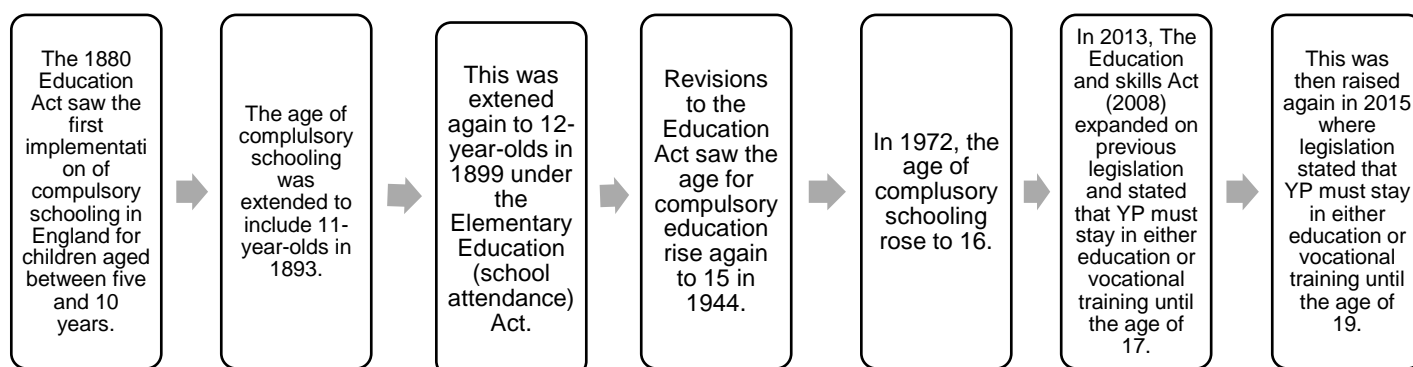 The 1880
Education
Act saw the
first
implementati
on of
compulsory
schooling in
England for
children aged
between five
and 10
years.
The age of
complulsory
schooling
was
extended to
include 11-
year-olds in
1893.
This was
extened
again to 12-
year-olds in
1899 under
the
Elementary
Education
(school
attendance)
Act.
Revisions
to the
Education
Act saw the
age for
compulsory
education
rise again
to 15 in
1944.
In 1972, the
age of
complusory
schooling
rose to 16.
In 2013, The
Education
and skills Act
(2008)
expanded on
previous
legislation
and stated
that YP must
stay in either
education or
vocational
training until
the age of
17.
This was
then raised
again in 2015
where
legislation
stated that
YP must stay
in either
education or
vocational
training until
the age of
19.